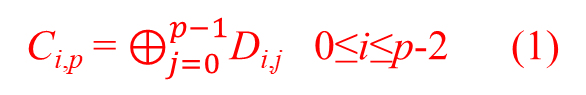 C_{i,p} = ⊕_{j=0}^{p−1} D_{i,j} 0≤i≤p-2 (1)